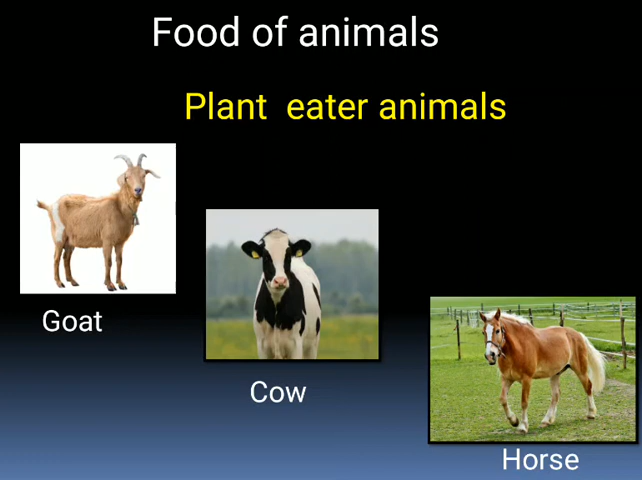 Food of animals
Plant eater animals
Goat
Cow
Horse